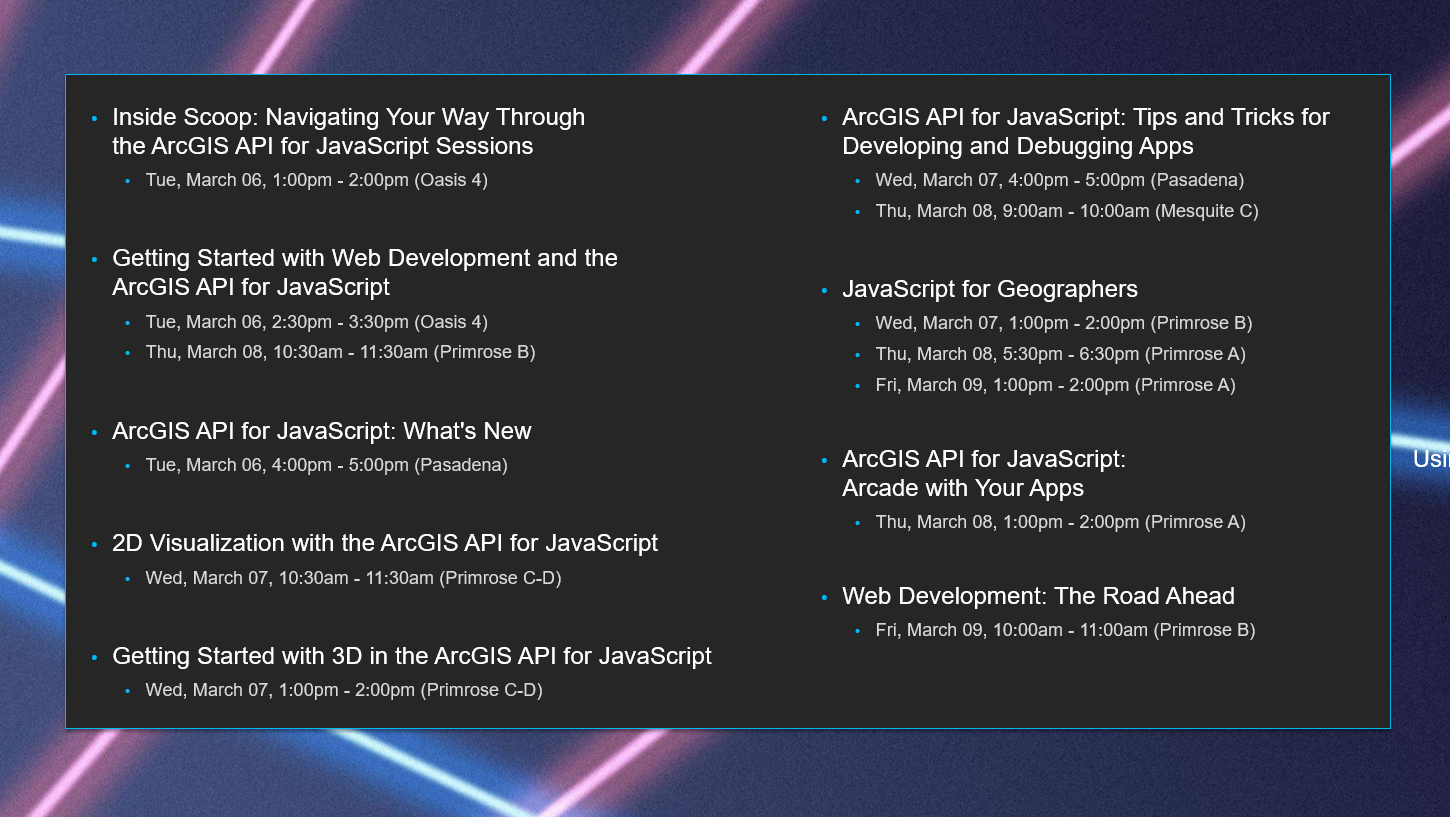 Inside Scoop: Navigating Your Way Through
the ArcGIS API for JavaScript Sessions
Tue, March 06, 1:00pm - 2:00pm (Oasis 4)
Getting Started with Web Development and the
ArcGIS API for JavaScript
Tue, March 06, 2:30pm - 3:30pm (Oasis 4)
Thu, March 08, 10:30am - 11:30am (Primrose B)
ArcGIS API for JavaScript: What's New
Tue, March 06, 4:00pm - 5:00pm (Pasadena)
2D Visualization with the ArcGIS API for JavaScript
Wed, March 07, 10:30am - 11:30am (Primrose C-D)
Getting Started with 3D in the ArcGIS API for JavaScript
Wed, March 07, 1:00pm - 2:00pm (Primrose C-D)
ArcGIS API for JavaScript: Tips and Tricks for
Developing and Debugging Apps
Wed, March 07, 4:00pm - 5:00pm (Pasadena)
Thu, March 08, 9:00am - 10:00am (Mesquite C)
JavaScript for Geographers
Wed, March 07, 1:00pm - 2:00pm (Primrose B)
Thu, March 08, 5:30pm - 6:30pm (Primrose A)
Fri, March 09, 1:00pm - 2:00pm (Primrose A)
ArcGIS API for JavaScript:
Arcade with Your Apps
Thu, March 08, 1:00pm - 2:00pm (Primrose A)
Web Development: The Road Ahead
Fri, March 09, 10:00am - 11:00am (Primrose B)